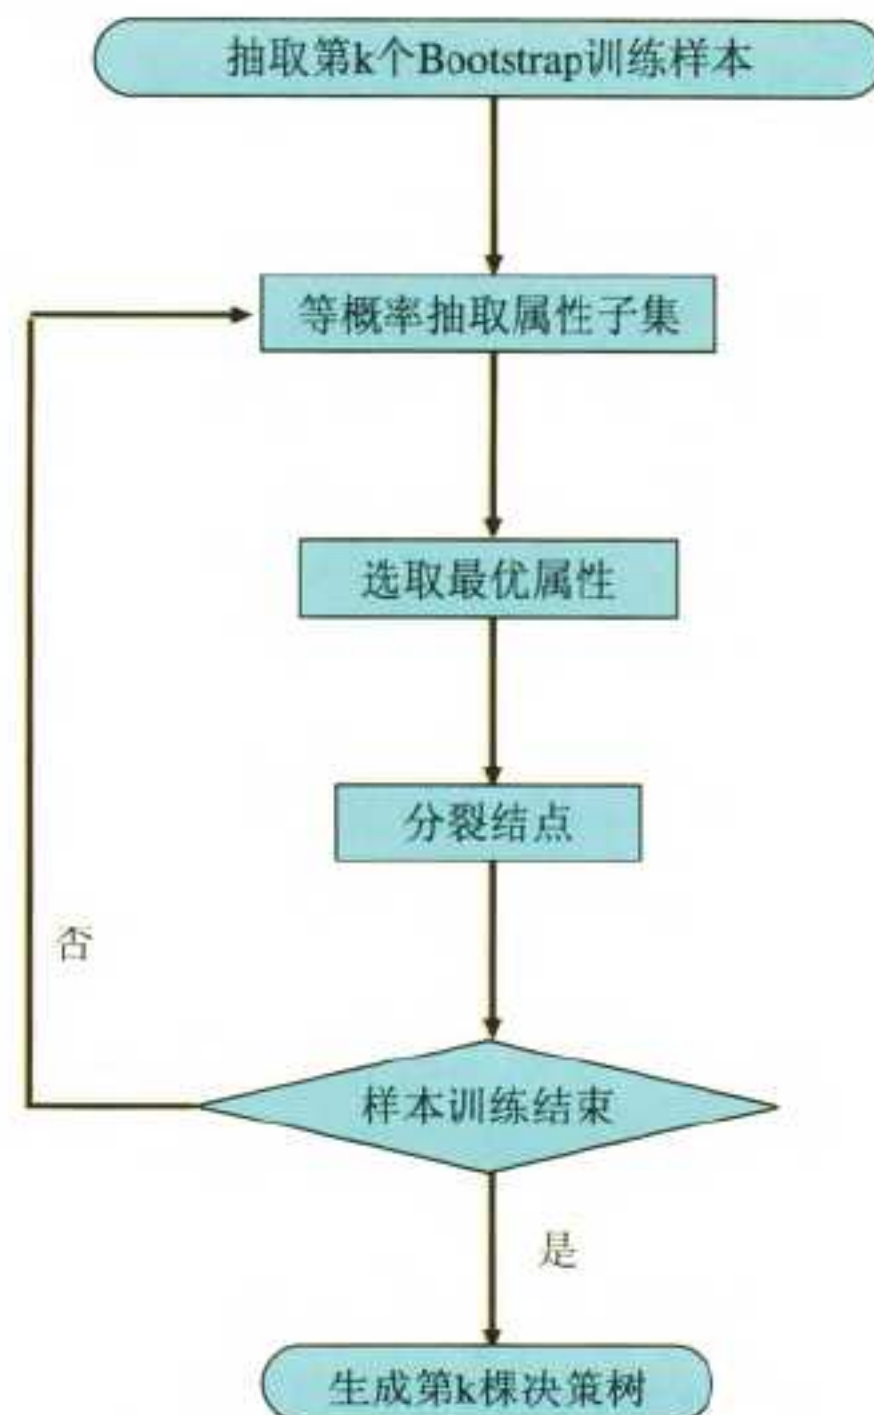 抽取第k个Bootstrap训练样本
等概率抽取属性子集
选取最优属性
分裂结点
否
样本训练结束
是
生成第k棵决策树